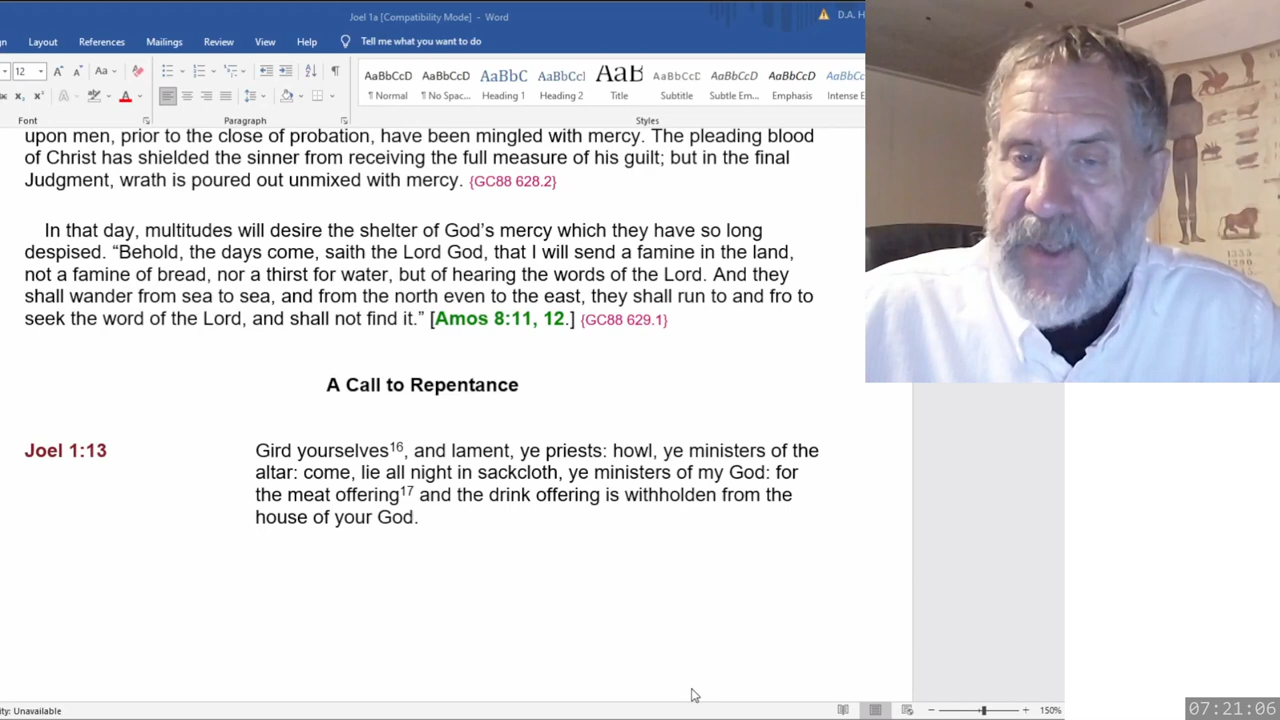 Joel 1a [Compatibility Mode] - Word
D.A. H
Layout References Mailings Review View Help Tell me what you want to do
12 Aa
AaBbCcD AaBbCcD AaBbC AaBbCcl AaB AaBbCcD AaBbCcD AaBbCcD AaBbCc
¶ Normal ¶ No Spac... Heading 1 Heading 2 Title Subtitle Subtle Em... Emphasis Intense E
Font Paragraph Styles
upon men, prior to the close of probation, have been mingled with mercy. The pleading blood
of Christ has shielded the sinner from receiving the full measure of his guilt; but in the final
Judgment, wrath is poured out unmixed with mercy. {GC88 628.2}
In that day, multitudes will desire the shelter of God’s mercy which they have so long
despised. “Behold, the days come, saith the Lord God, that I will send a famine in the land,
not a famine of bread, nor a thirst for water, but of hearing the words of the Lord. And they
shall wander from sea to sea, and from the north even to the east, they shall run to and fro to
seek the word of the Lord, and shall not find it.” [Amos 8:11, 12.] {GC88 629.1}
A Call to Repentance
Joel 1:13 Gird yourselves16, and lament, ye priests: howl, ye ministers of the
altar: come, lie all night in sackcloth, ye ministers of my God: for
the meat offering17 and the drink offering is withholden from the
house of your God.
ity: Unavailable
150%
07:21:06
1335